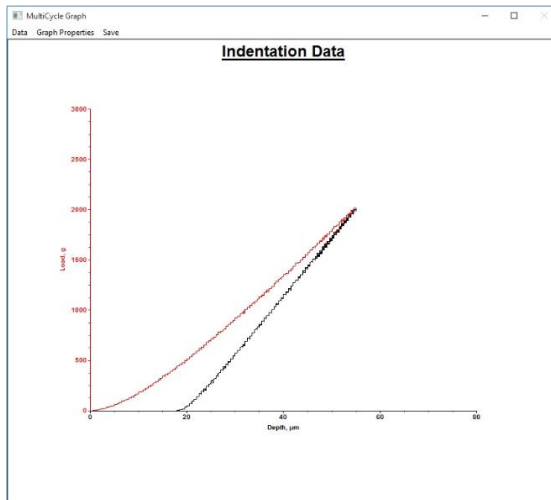 MultiCycle Graph
Data Graph Properties Save
Indentation Data
3000
2500
2000
1500
1000
500
0
Load, g
0 20 40 60 80
Depth, µm